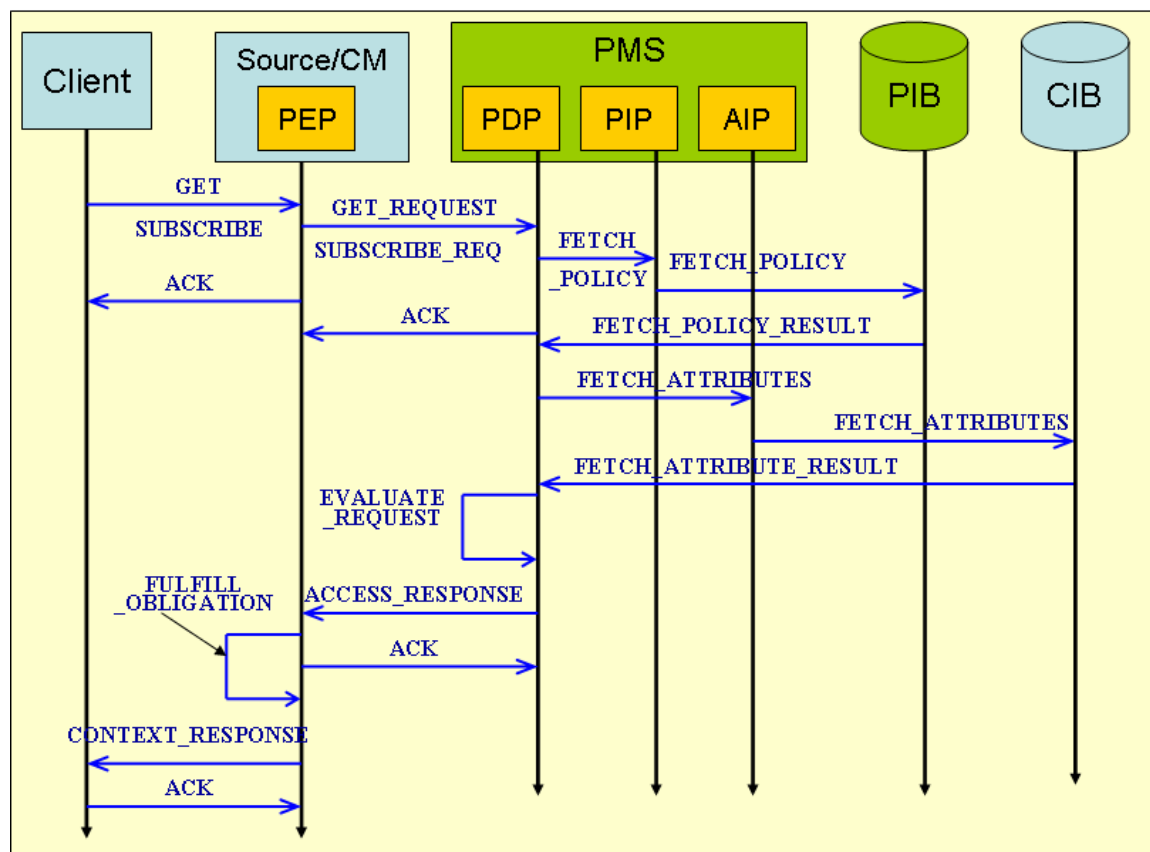 Client
Source/CM
PEP
PMS
PDP
PIP
AIP
PIB
CIB
GET
SUBSCRIBE
GET_REQUEST
SUBSCRIBE_REQ
FETCH
_POLICY
FETCH_POLICY
ACK
ACK
FETCH_POLICY_RESULT
FETCH_ATTRIBUTES
FETCH_ATTRIBUTES
FETCH_ATTRIBUTE_RESULT
EVALUATE
_REQUEST
FULFILL
_OBLIGATION
ACCESS_RESPONSE
ACK
CONTEXT_RESPONSE
ACK